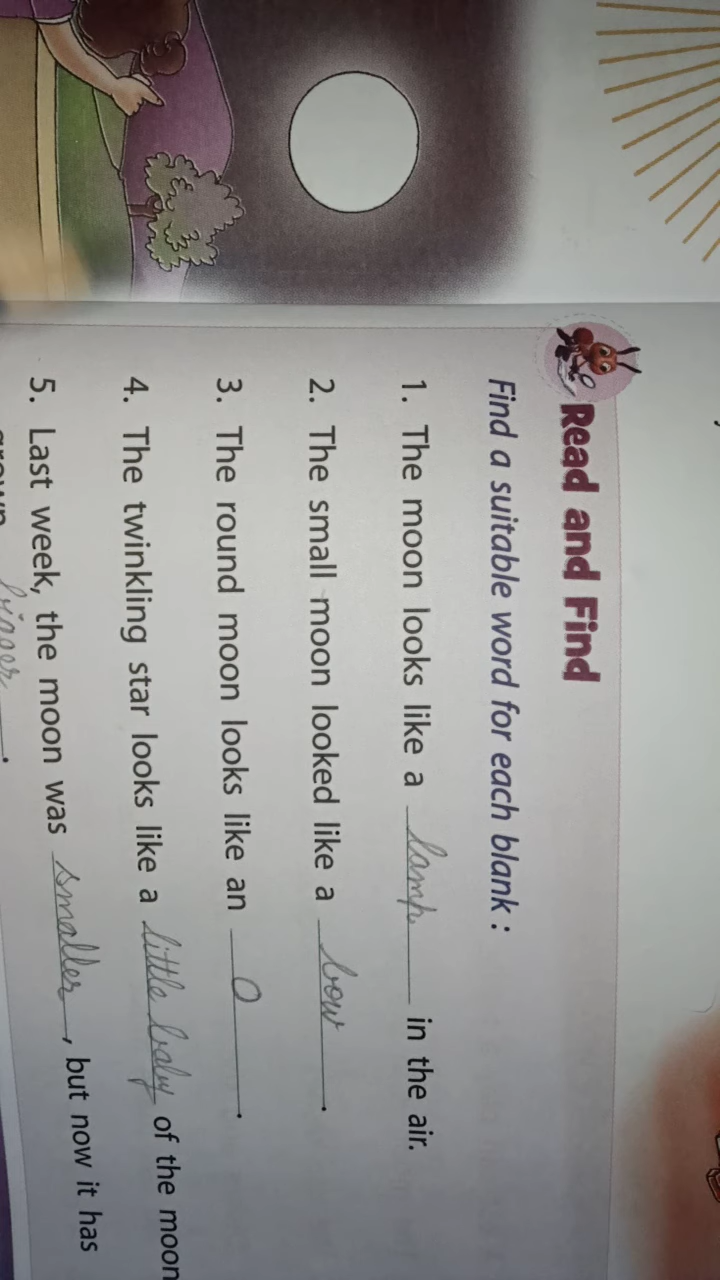 Read and Find
Find a suitable word for each blank :
1. The moon looks like a lamp in the air.
2. The small moon looked like a bow.
3. The round moon looks like an O.
4. The twinkling star looks like a little baby of the moon
5. Last week, the moon was smaller, but now it has
grown bigger.